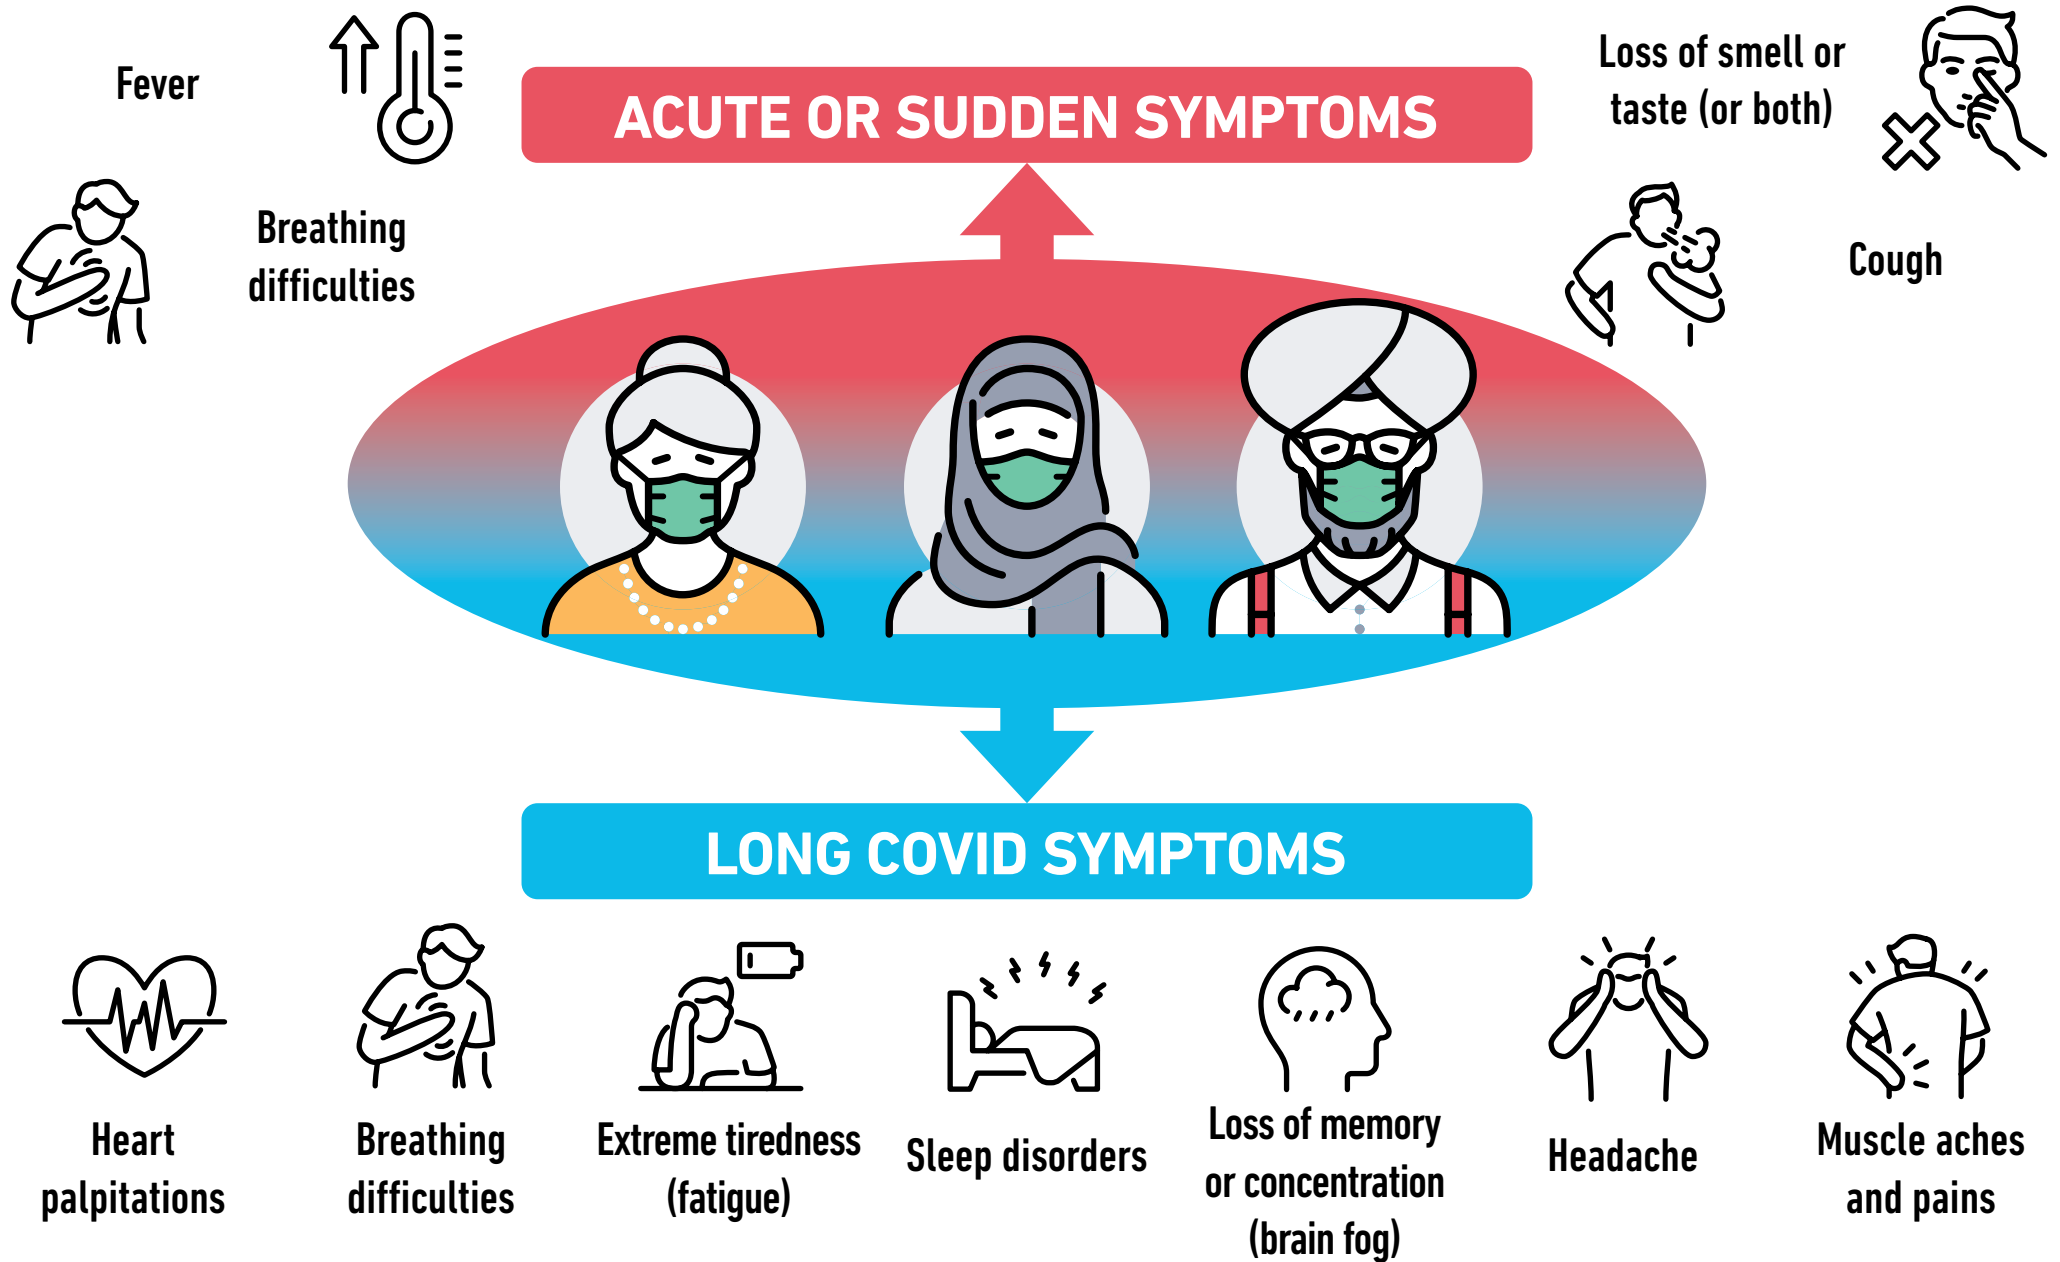 Fever
Breathing
difficulties
ACUTE OR SUDDEN SYMPTOMS
Loss of smell or
taste (or both)
Cough
LONG COVID SYMPTOMS
Heart
palpitations
Breathing
difficulties
Extreme tiredness
(fatigue)
Sleep disorders
Loss of memory
or concentration
(brain fog)
Headache
Muscle aches
and pains